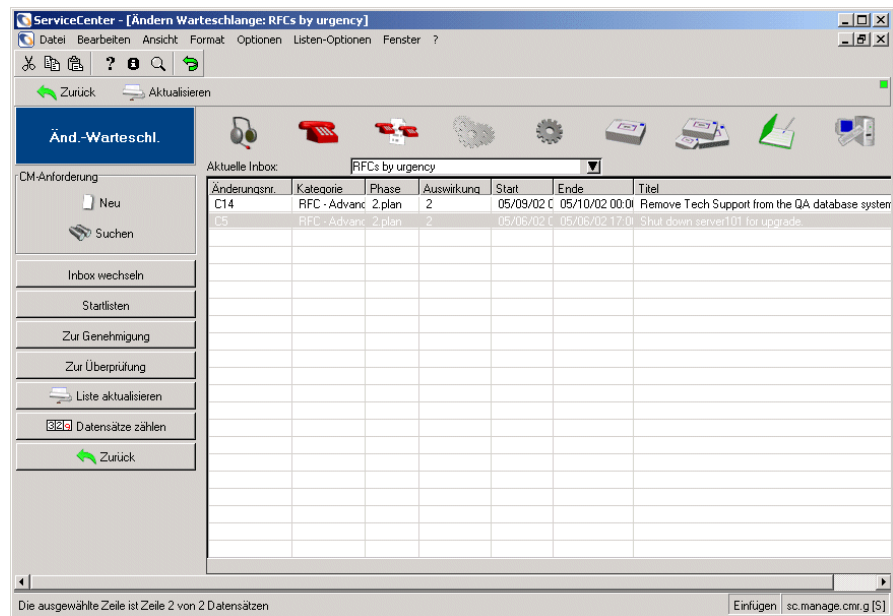 ServiceCenter - [Ändern Warteschlange: RFCs by urgency]
Datei Bearbeiten Ansicht Format Optionen Listen-Optionen Fenster ?
Zurück Aktualisieren
Änd.-Warteschl.
Aktuelle Inbox: RFCs by urgency
CM-Anforderung
Neu
Suchen
Inbox wechseln
Startlisten
Zur Genehmigung
Zur Überprüfung
Liste aktualisieren
329 Datensätze zählen
Zurück
Änderungsnr. Kategorie Phase Auswirkung Start Ende Titel
C14 RFC - Advanc 2.plan 2 05/09/02 0 05/10/02 00:0 Remove Tech Support from the QA database system
C5 RFC - Advanc 2.plan 2 05/06/02 0 05/06/02 17:0 Shut down server101 for upgrade.
Die ausgewählte Zeile ist Zeile 2 von 2 Datensätzen
Einfügen sc.manage.cmr.g [S]